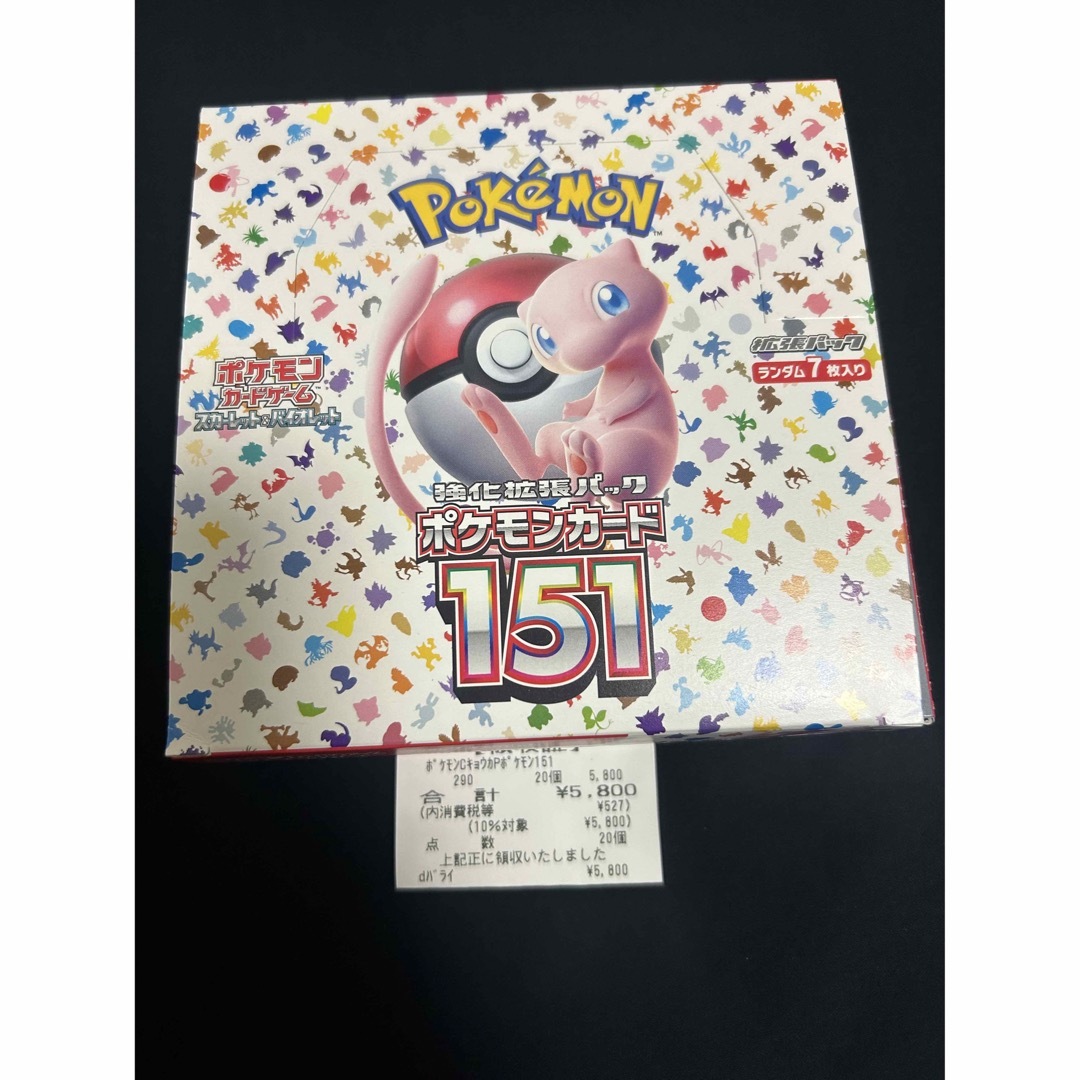 POKéMON
TM
拡張パック
ランダム7枚入り
ポケモン
カードゲーム
スカーレット&バイオレット
強化拡張パック
ポケモンカード
151
ポケモンCキョウカPポケモン151
290 20個 5,800
合 計 ¥5,800
(内消費税等 ¥527)
(10%対象 ¥5,800)
点 数 20個
上記正に領収いたしました
dバライ ¥5,800